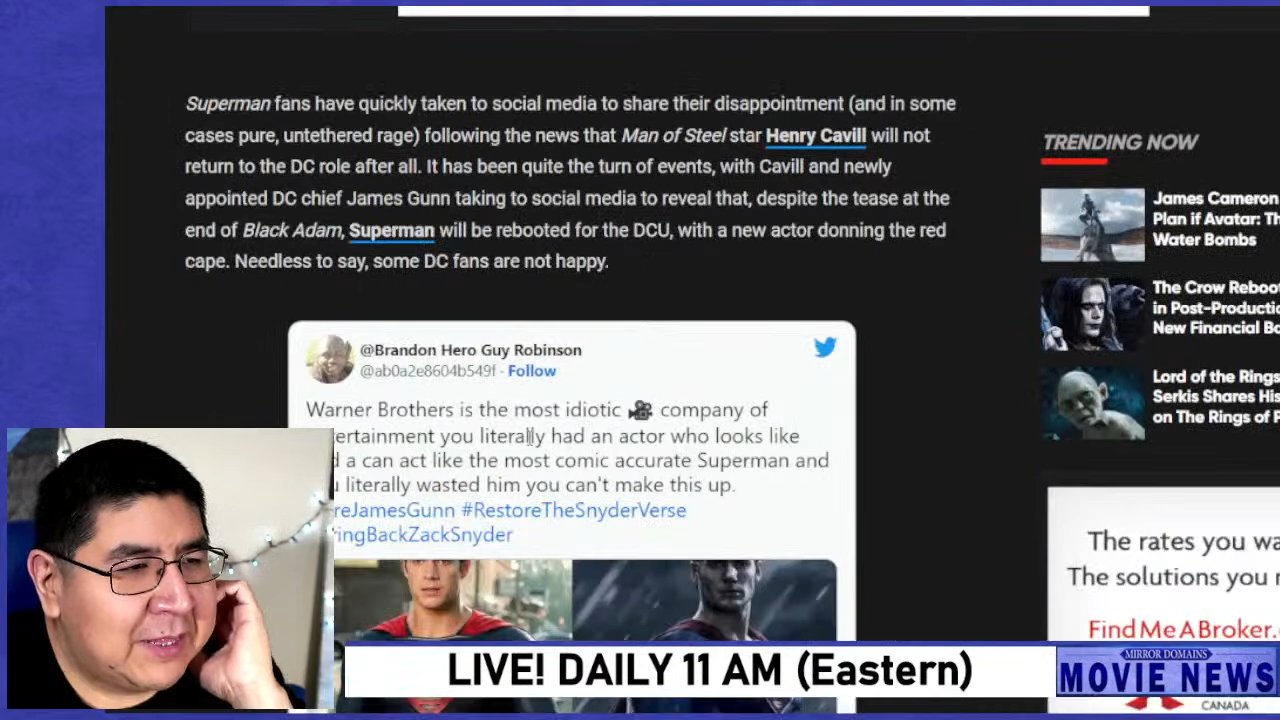 Superman fans have quickly taken to social media to share their disappointment (and in some
cases pure, untethered rage) following the news that Man of Steel star Henry Cavill will not
return to the DC role after all. It has been quite the turn of events, with Cavill and newly
appointed DC chief James Gunn taking to social media to reveal that, despite the tease at the
end of Black Adam, Superman will be rebooted for the DCU, with a new actor donning the red
cape. Needless to say, some DC fans are not happy.
@Brandon Hero Guy Robinson
@ab0a2e8604b549f · Follow
Warner Brothers is the most idiotic 🎥 company of
tertainment you literally had an actor who looks like
a can act like the most comic accurate Superman and
literally wasted him you can't make this up.
reJamesGunn #RestoreTheSnyderVerse
ringBackZackSnyder
TRENDING NOW
James Cameron
Plan if Avatar: Th
Water Bombs
The Crow Reboot
in Post-Productio
New Financial Ba
Lord of the Rings
Serkis Shares His
on The Rings of P
The rates you wa
The solutions you
FindMeABroker.
LIVE! DAILY 11 AM (Eastern)
MIRROR DOMAINS
MOVIE NEWS
CANADA